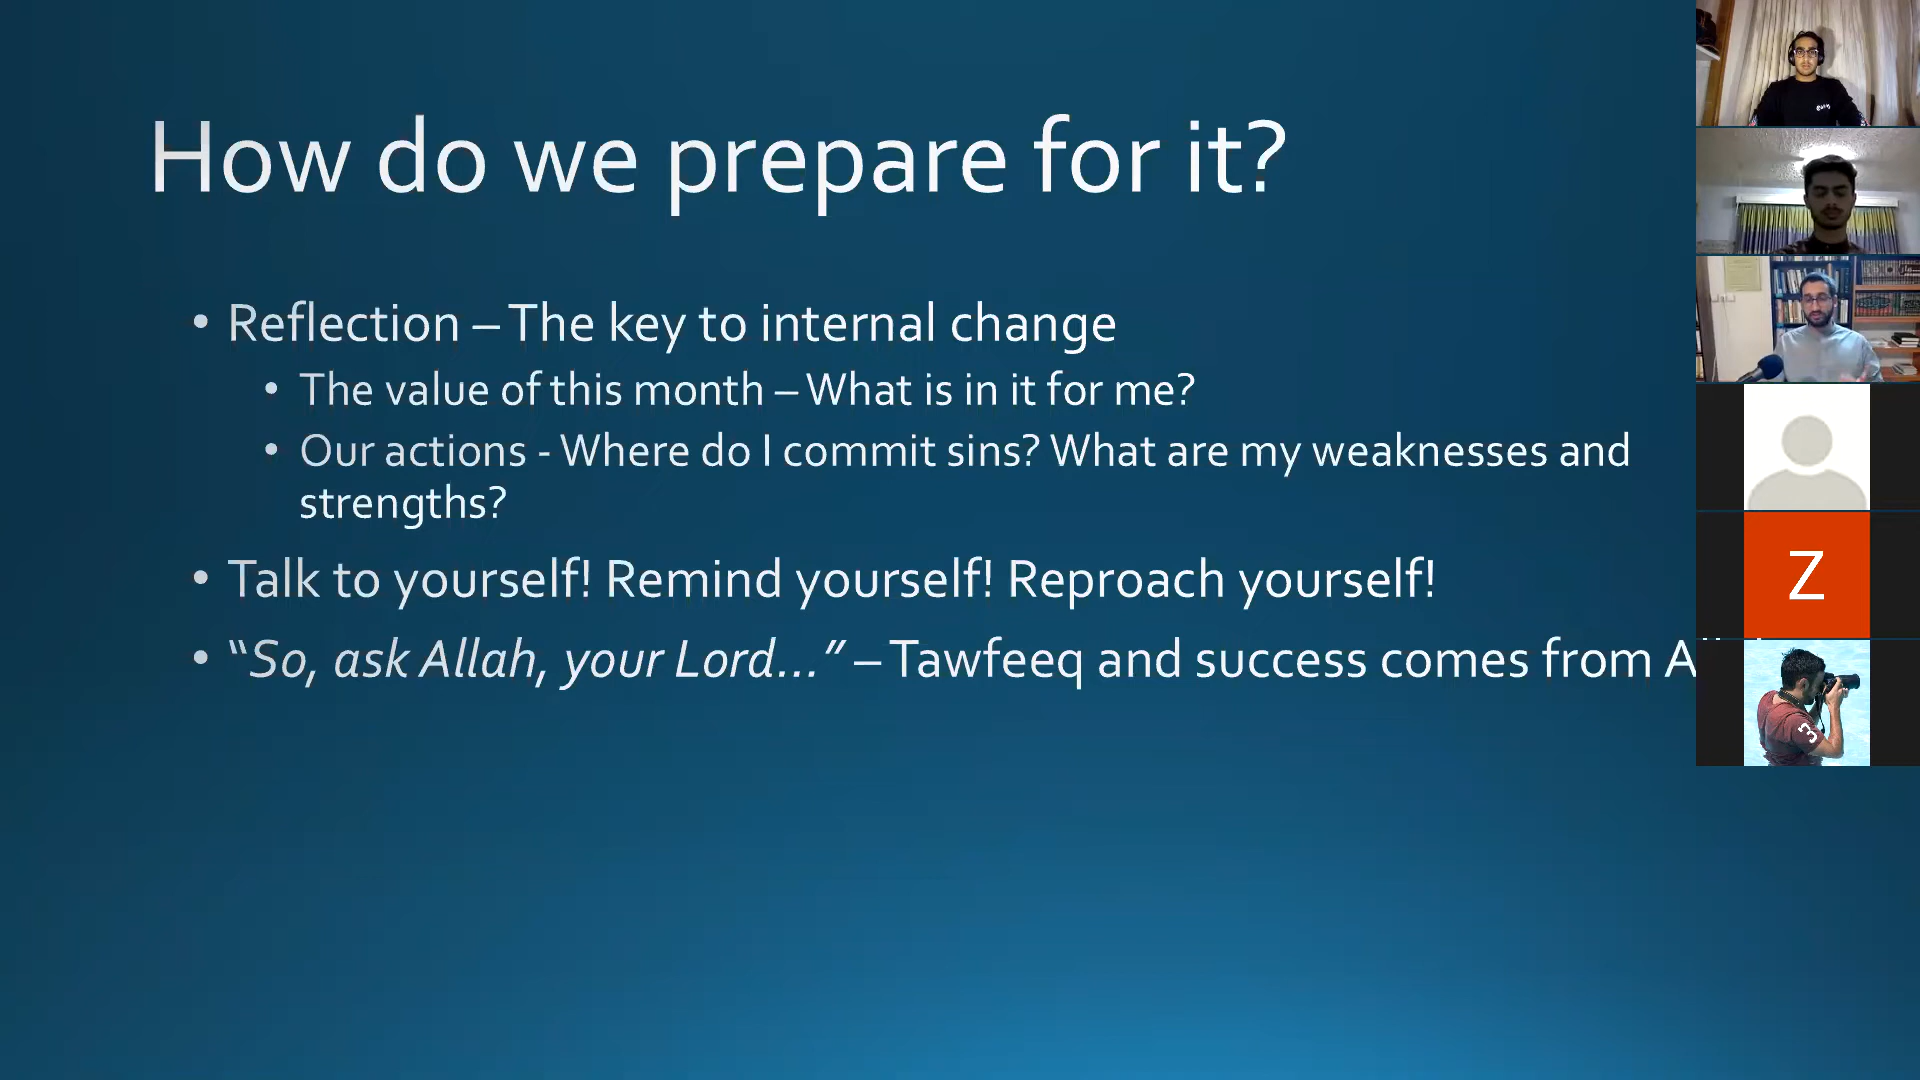 How do we prepare for it?
• Reflection – The key to internal change
• The value of this month – What is in it for me?
• Our actions - Where do I commit sins? What are my weaknesses and
strengths?
• Talk to yourself! Remind yourself! Reproach yourself!
• “So, ask Allah, your Lord…” – Tawfeeq and success comes from
Z
3